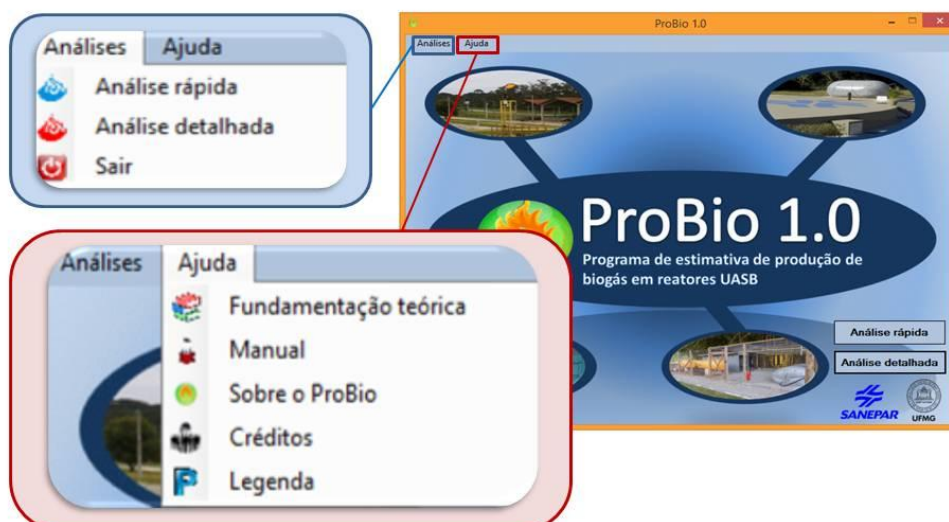 Análises Ajuda
Análise rápida
Análise detalhada
Sair
ProBio 1.0
Análises Ajuda
ProBio 1.0
Programa de estimativa de produção de
biogás em reatores UASB
Análise rápida
Análise detalhada
SANEPAR UFMG
Análises Ajuda
Fundamentação teórica
Manual
Sobre o ProBio
Créditos
Legenda